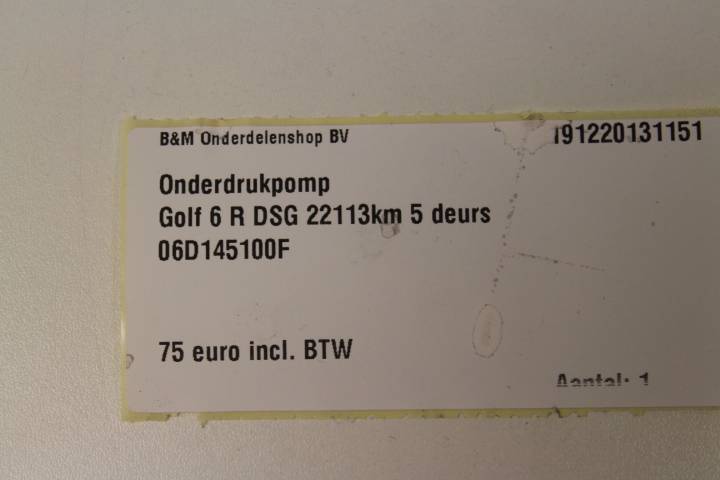 B&M Onderdelenshop BV
191220131151
Onderdrukpomp
Golf 6 R DSG 22113km 5 deurs
06D145100F
75 euro incl. BTW
Aantal: 1